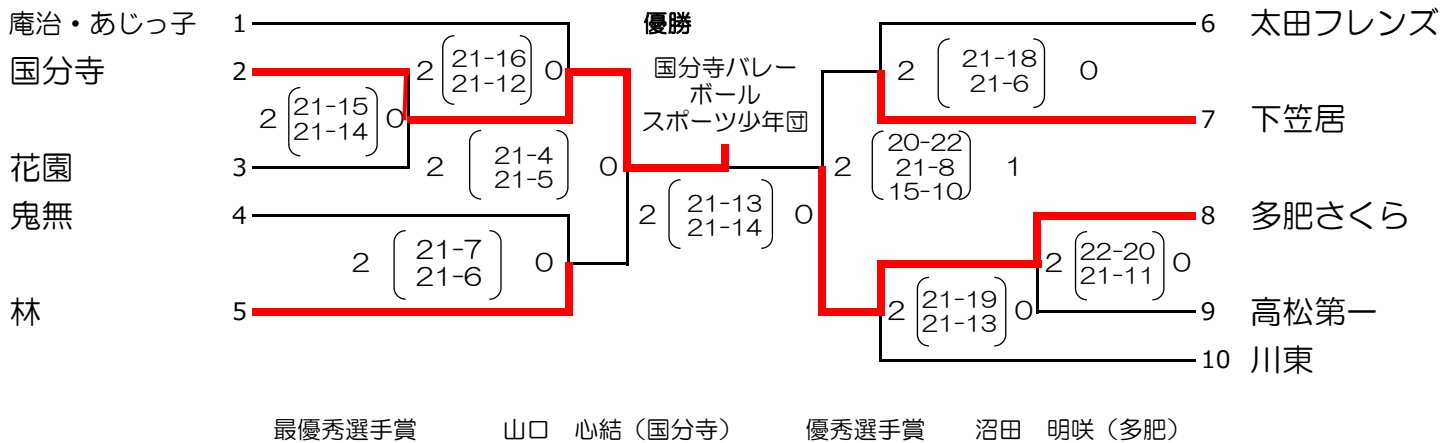 庵治・あじっ子 1
国分寺 2
花園 3
鬼無 4
林 5
2 21-15 21-14 0
2 21-16 21-12 0
2 21-4 21-5 0
2 21-7 21-6 0
優勝
国分寺バレー
ボール
スポーツ少年団
2 21-13 21-14 0
2 21-18 21-6 0
2 20-22 21-8 15-10 1
2 22-20 21-11 0
2 21-19 21-13 0
6 太田フレンズ
7 下笠居
8 多肥さくら
9 高松第一
10 川東
最優秀選手賞 山口 心結（国分寺） 優秀選手賞 沼田 明咲（多肥）